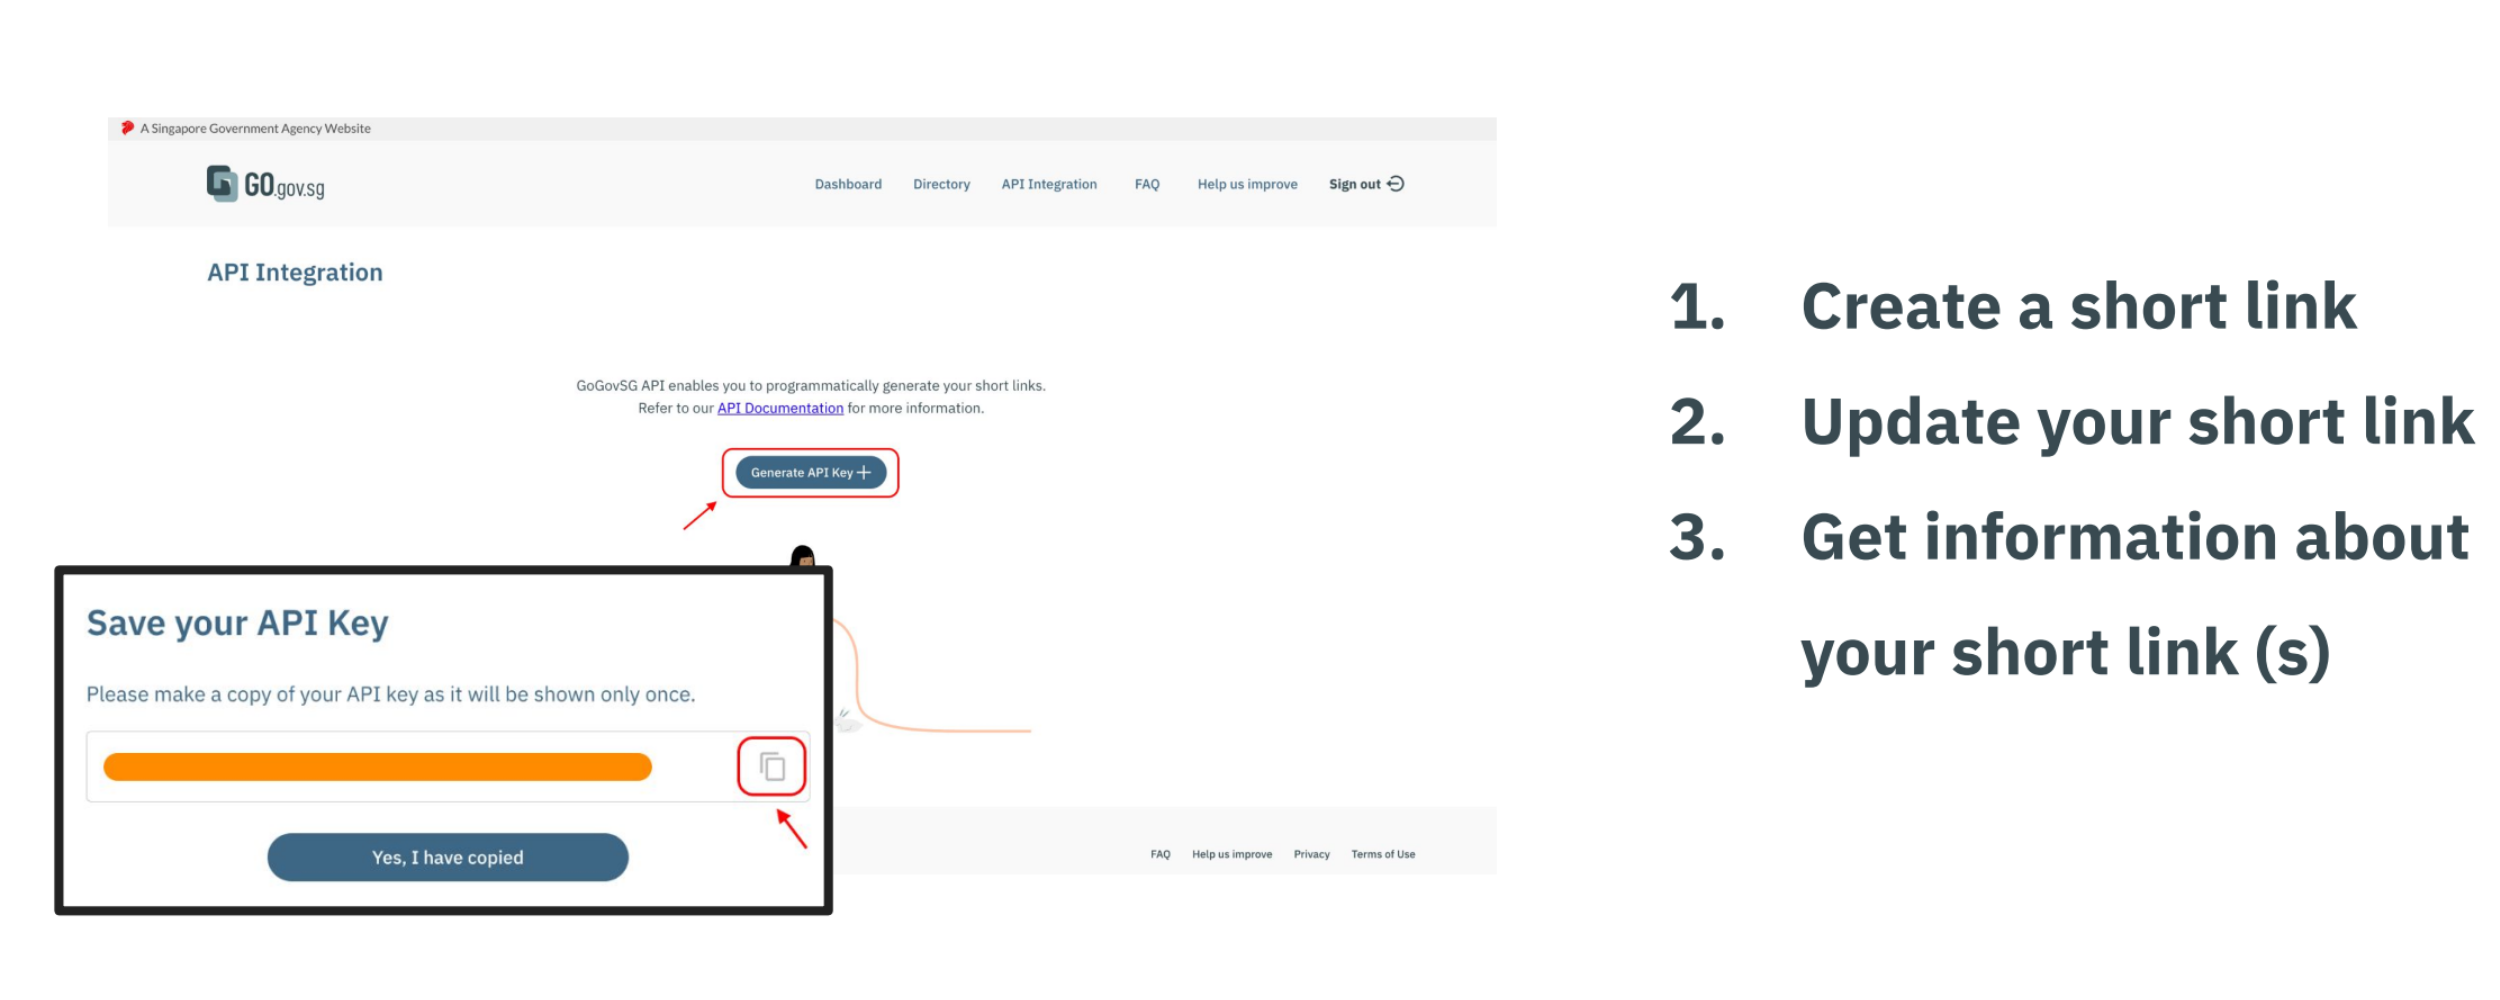 A Singapore Government Agency Website
GO.gov.sg
Dashboard Directory API Integration FAQ Help us improve Sign out
API Integration
GoGovSG API enables you to programmatically generate your short links.
Refer to our API Documentation for more information.
Generate API Key
Save your API Key
Please make a copy of your API key as it will be shown only once.
Yes, I have copied
FAQ Help us improve Privacy Terms of Use
1. Create a short link
2. Update your short link
3. Get information about
your short link (s)